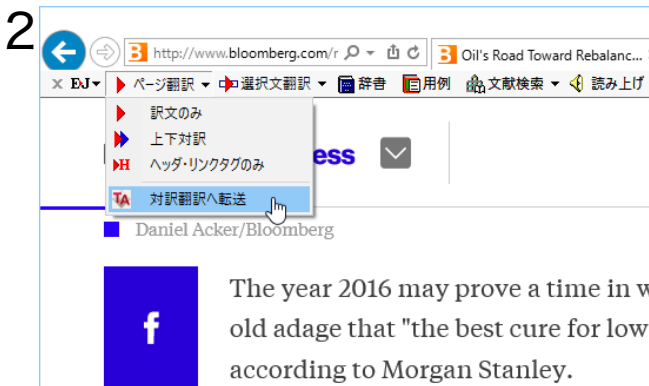 2
http://www.bloomberg.com/r
Oil's Road Toward Rebalanc...
× EJ ページ翻訳 選択文翻訳 辞書 用例 文献検索 読み上げ
訳文のみ
上下対訳
H ヘッダ・リンクタグのみ
TA 対訳翻訳へ転送
ess
Daniel Acker/Bloomberg
The year 2016 may prove a time in w
f
old adage that "the best cure for low
according to Morgan Stanley.